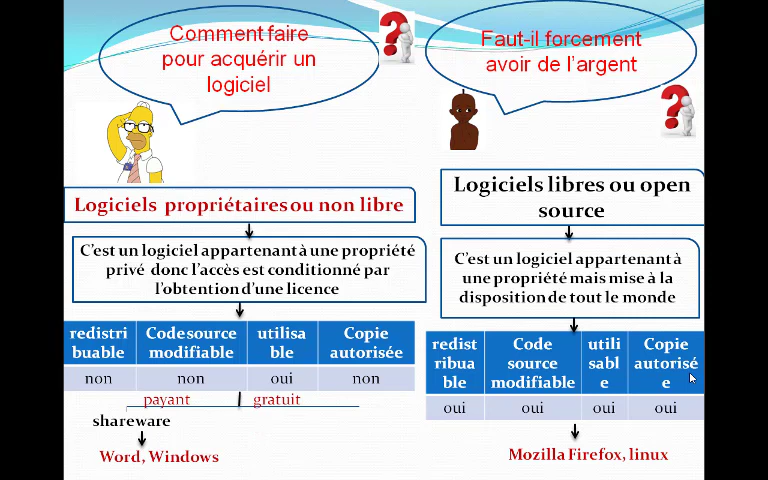 Comment faire
pour acquérir un
logiciel
Faut-il forcement
avoir de l’argent
Logiciels propriétaires ou non libre
C’est un logiciel appartenant à une propriété
privé donc l’accès est conditionné par
l’obtention d’une licence
redistri
buable
Code source
modifiable
utilisa
ble
Copie
autorisée
non
non
oui
non
payant
gratuit
shareware
Word, Windows
Logiciels libres ou open
source
C’est un logiciel appartenant à
une propriété mais mise à la
disposition de tout le monde
redist
ribua
ble
Code
source
modifiable
utili
sabl
e
Copie
autorisé
e
oui
oui
oui
oui
Mozilla Firefox, linux